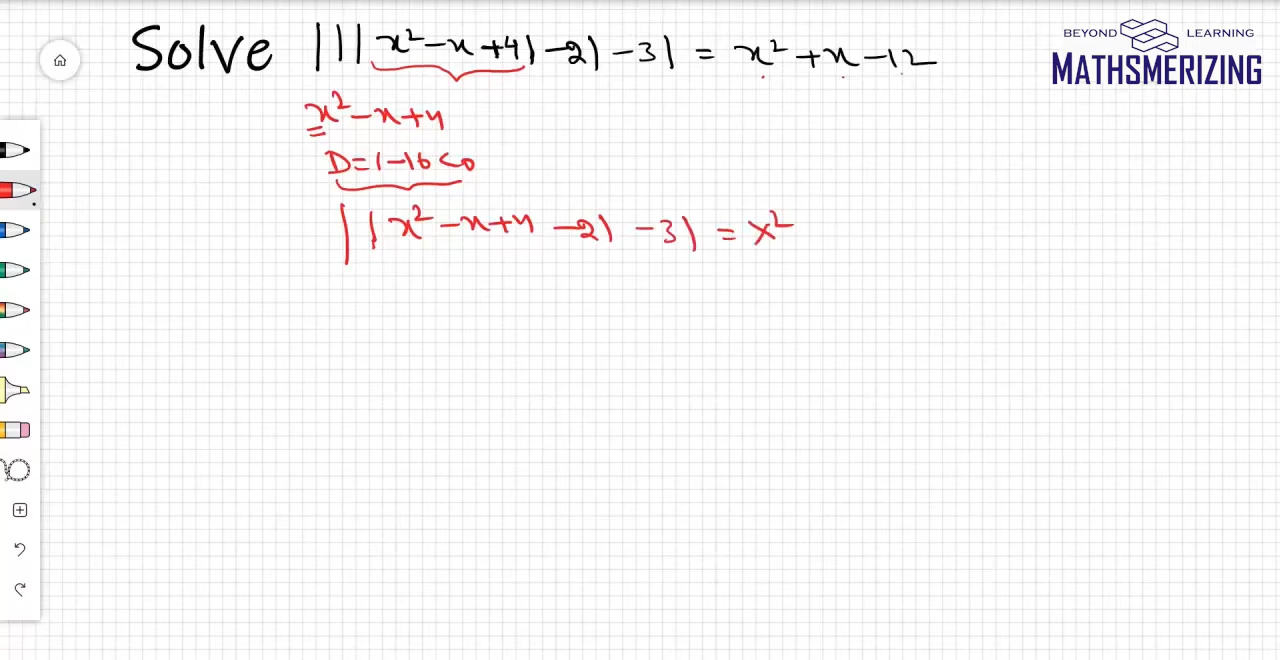 Solve |||x²-x+4|-2|-3| = x²+x-12
BEYOND LEARNING
MATHSMERIZING
x²-x+4
D=1-16<0
||x²-x+4-2|-3| = x²